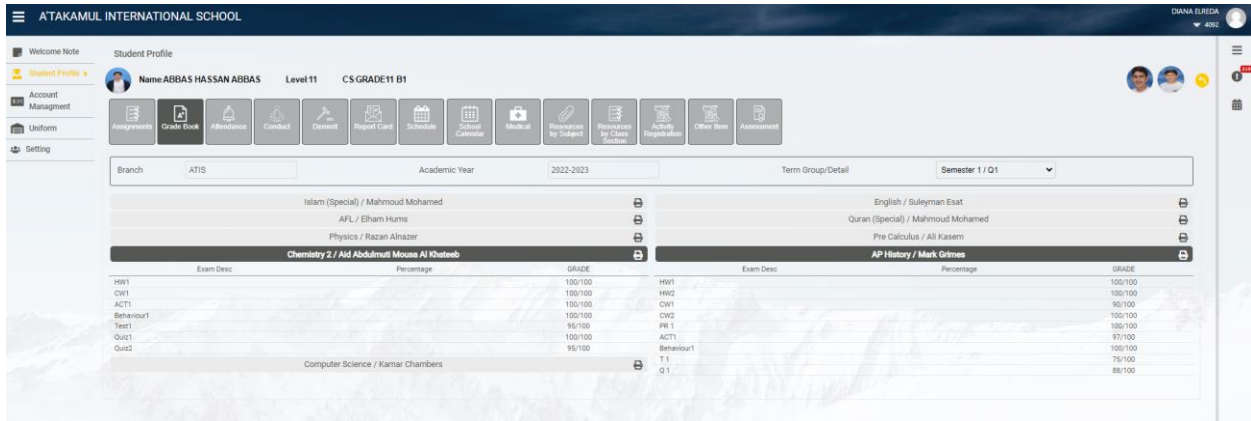 A'TAKAMUL INTERNATIONAL SCHOOL
DIANA ELREDA
4092
Welcome Note
Student Profile
Account Managment
Uniform
Setting
Student Profile
Name ABBAS HASSAN ABBAS Level 11 CS GRADE11 B1
Assignments
Grade Book
Attendance
Conduct
Demerit
Report Card
Schedule
School Calendar
Medical
Resources by Subject
Resources by Class Section
Activity Registration
Other Item
Assessment
Branch ATIS Academic Year 2022-2023 Term Group/Detail Semester 1 / Q1
Islam (Special) / Mahmoud Mohamed
AFL / Elham Hums
Physics / Razan Alnazer
Chemistry 2 / Aid Abdulmuti Mousa Al Khateeb
Exam Desc Percentage GRADE
HW1 100/100
CW1 100/100
ACT1 100/100
Behaviour1 100/100
Test1 95/100
Quiz1 100/100
Quiz2 95/100
Computer Science / Kamar Chambers
English / Suleyman Esat
Quran (Special) / Mahmoud Mohamed
Pre Calculus / Ali Kasem
AP History / Mark Grimes
Exam Desc Percentage GRADE
HW1 100/100
HW2 100/100
CW1 90/100
CW2 100/100
PR 1 100/100
ACT1 97/100
Behaviour1 100/100
T 1 75/100
Q 1 88/100